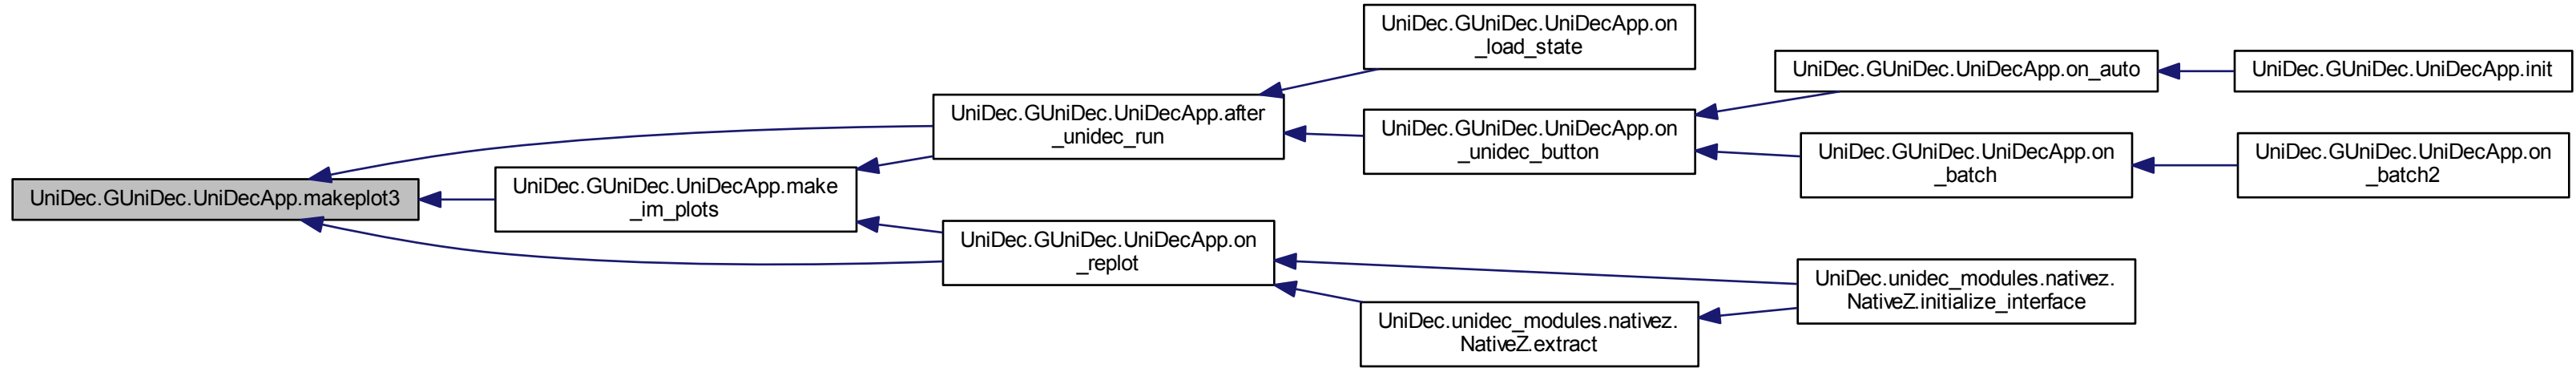 UniDec.GUniDec.UniDecApp.makeplot3
UniDec.GUniDec.UniDecApp.make
_im_plots
UniDec.GUniDec.UniDecApp.after
_unidec_run
UniDec.GUniDec.UniDecApp.on
_replot
UniDec.GUniDec.UniDecApp.on
_load_state
UniDec.GUniDec.UniDecApp.on
_unidec_button
UniDec.unidec_modules.nativez.
NativeZ.extract
UniDec.GUniDec.UniDecApp.on_auto
UniDec.GUniDec.UniDecApp.on
_batch
UniDec.unidec_modules.nativez.
NativeZ.initialize_interface
UniDec.GUniDec.UniDecApp.init
UniDec.GUniDec.UniDecApp.on
_batch2